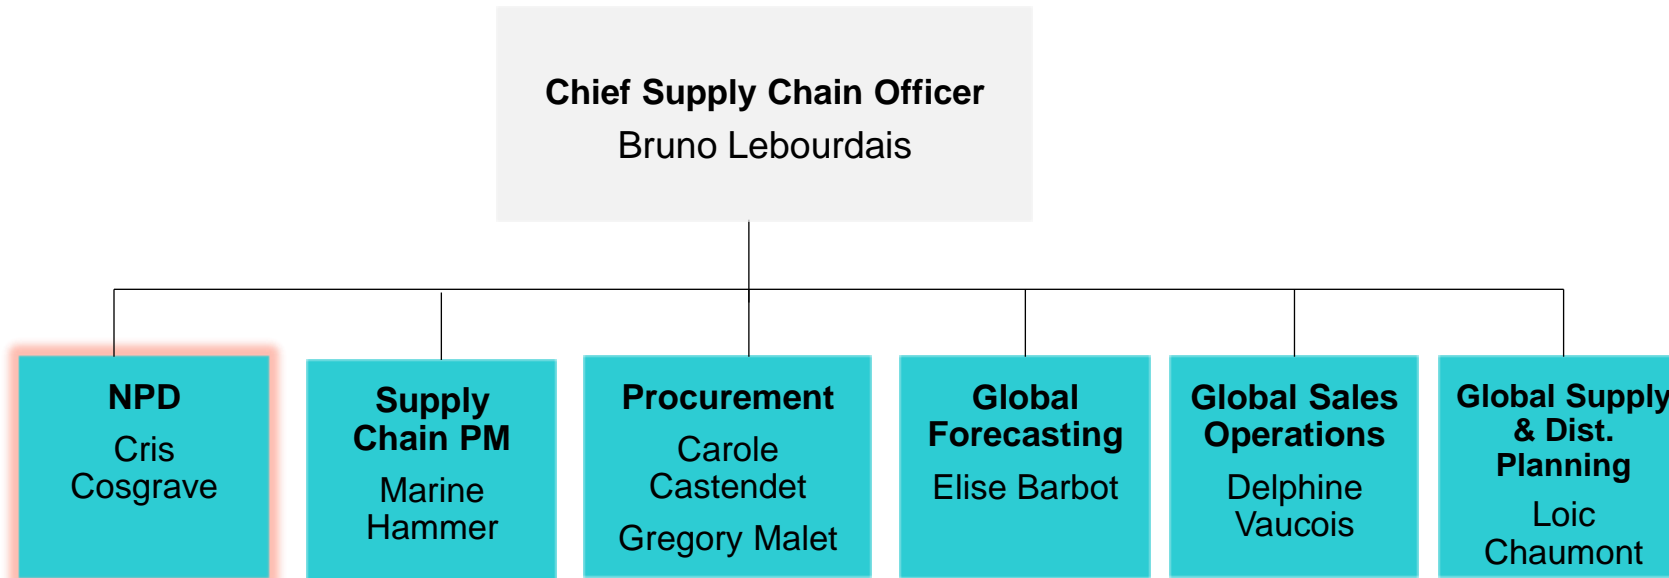 Chief Supply Chain Officer
Bruno Lebourdais
NPD
Cris
Cosgrave
Supply
Chain PM
Marine
Hammer
Procurement
Carole
Castendet
Gregory Malet
Global
Forecasting
Elise Barbot
Global Sales
Operations
Delphine
Vaucois
Global Supply
& Dist.
Planning
Loic
Chaumont